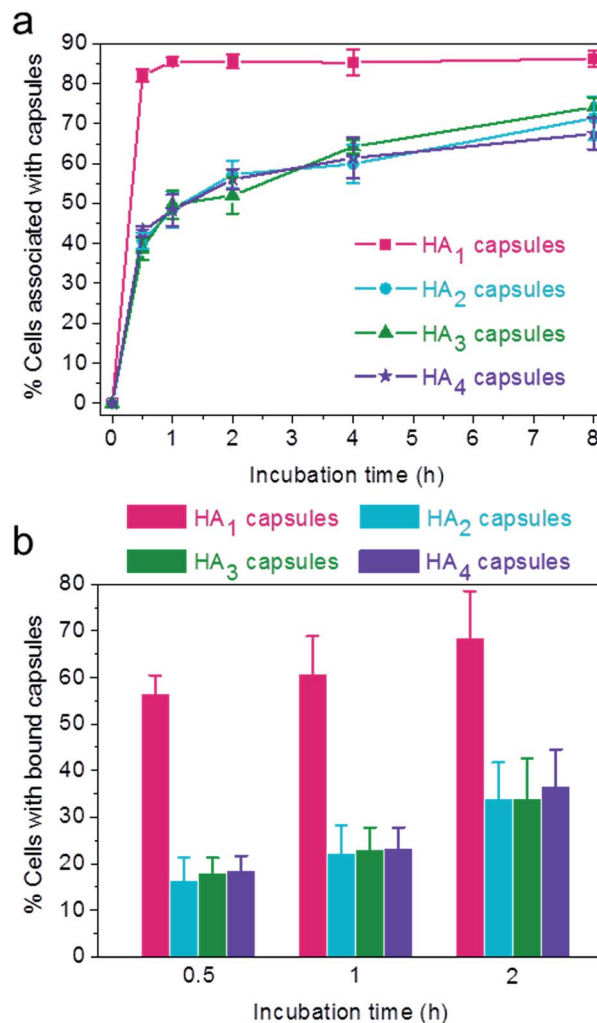 a
% Cells associated with capsules
90
80
70
60
50
40
30
20
10
0
HA₁ capsules
HA₂ capsules
HA₃ capsules
HA₄ capsules
0 1 2 3 4 5 6 7 8
Incubation time (h)
HA₁ capsules HA₂ capsules
HA₃ capsules HA₄ capsules
b
% Cells with bound capsules
80
70
60
50
40
30
20
10
0
0.5 1 2
Incubation time (h)